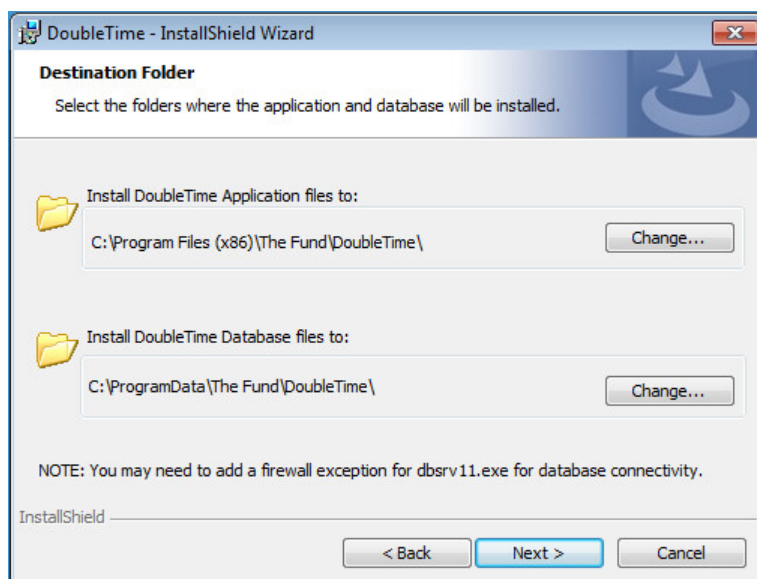 DoubleTime - InstallShield Wizard
Destination Folder
Select the folders where the application and database will be installed.
Install DoubleTime Application files to:
C:\Program Files (x86)\The Fund\DoubleTime\
Change...
Install DoubleTime Database files to:
C:\ProgramData\The Fund\DoubleTime\
Change...
NOTE: You may need to add a firewall exception for dbsrv11.exe for database connectivity.
InstallShield
< Back
Next >
Cancel